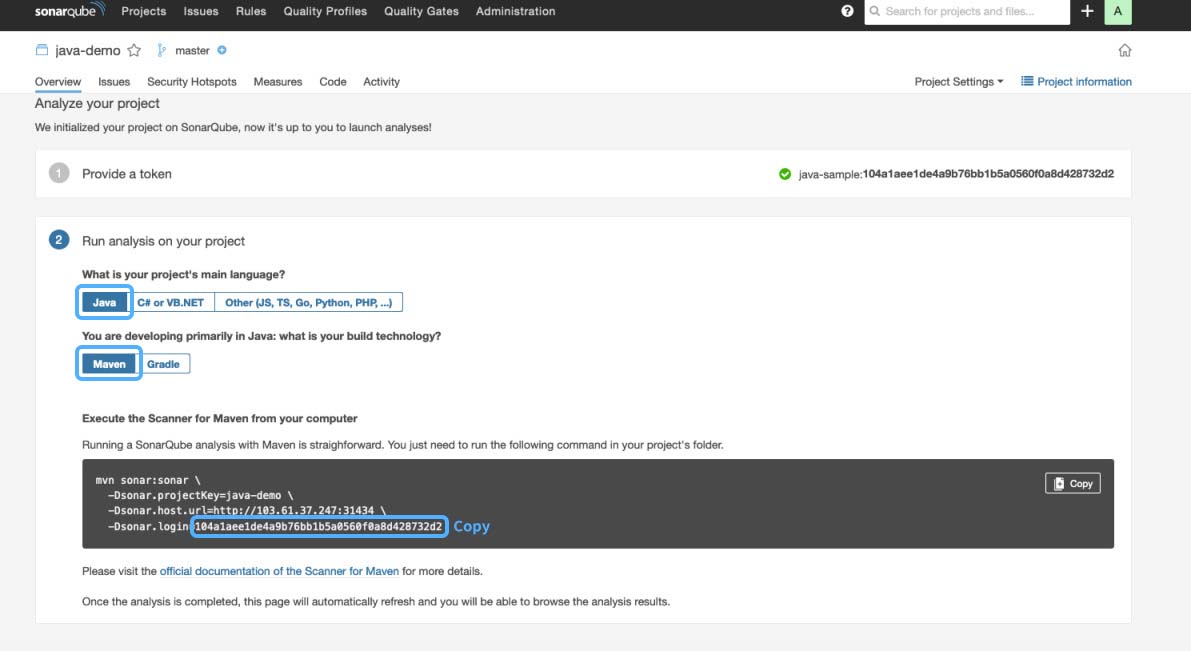 sonarqube Projects Issues Rules Quality Profiles Quality Gates Administration ? Search for projects and files... + A
java-demo master
Overview Issues Security Hotspots Measures Code Activity Project Settings Project information
Analyze your project
We initialized your project on SonarQube, now it's up to you to launch analyses!
1 Provide a token java-sample:104a1aee1de4a9b76bb1b5a0560f0a8d428732d2
2 Run analysis on your project
What is your project's main language?
Java C# or VB.NET Other (JS, TS, Go, Python, PHP, ...)
You are developing primarily in Java: what is your build technology?
Maven Gradle
Execute the Scanner for Maven from your computer
Running a SonarQube analysis with Maven is straighforward. You just need to run the following command in your project's folder.
mvn sonar:sonar \
-Dsonar.projectKey=java-demo \
-Dsonar.host.url=http://103.61.37.247:31434 \
-Dsonar.login=104a1aee1de4a9b76bb1b5a0560f0a8d428732d2 Copy
Copy
Please visit the official documentation of the Scanner for Maven for more details.
Once the analysis is completed, this page will automatically refresh and you will be able to browse the analysis results.